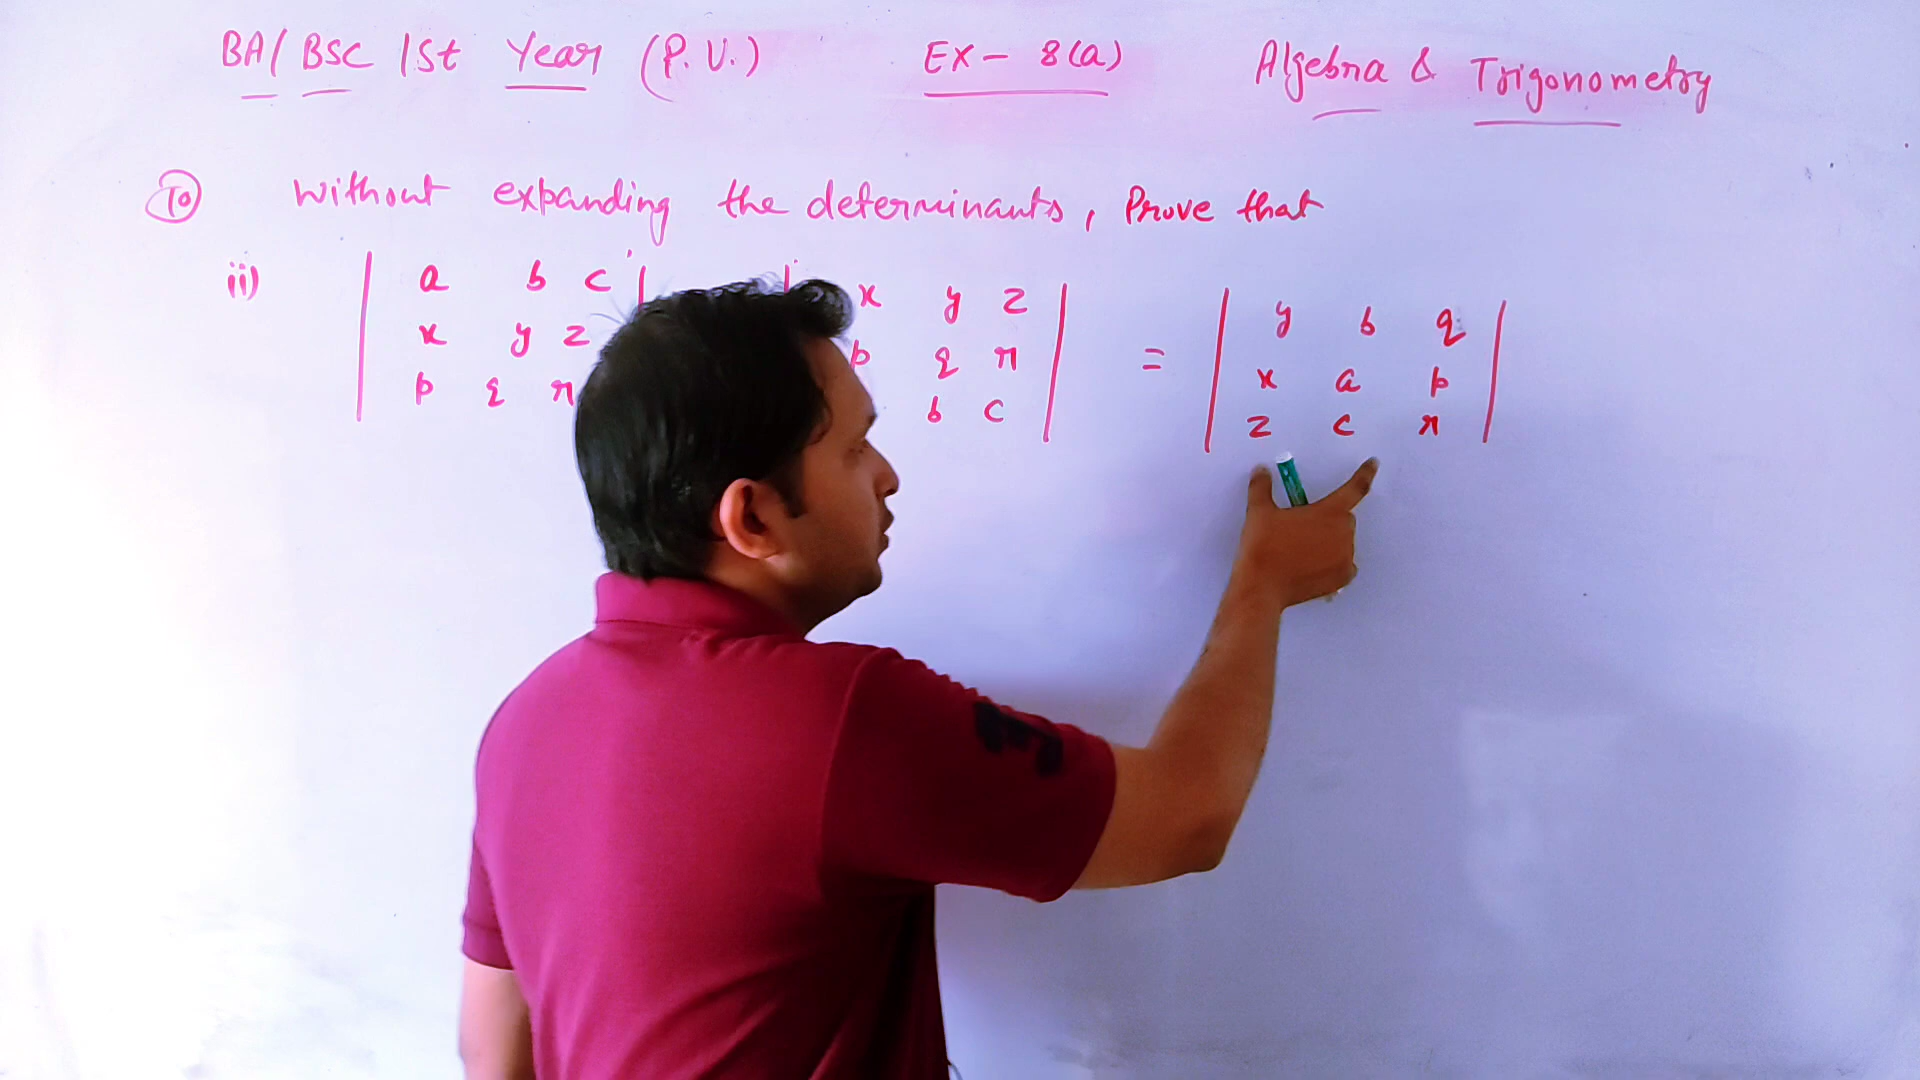 BA/ BSC 1St Year (P.U.) EX- 8(a) Algebra & Trigonometry
10 Without expanding the determinants, Prove that
ii) | a b c | | x y z | = | y b q |
| x y z p q r | | x a p |
| p q r b c | | z c r |